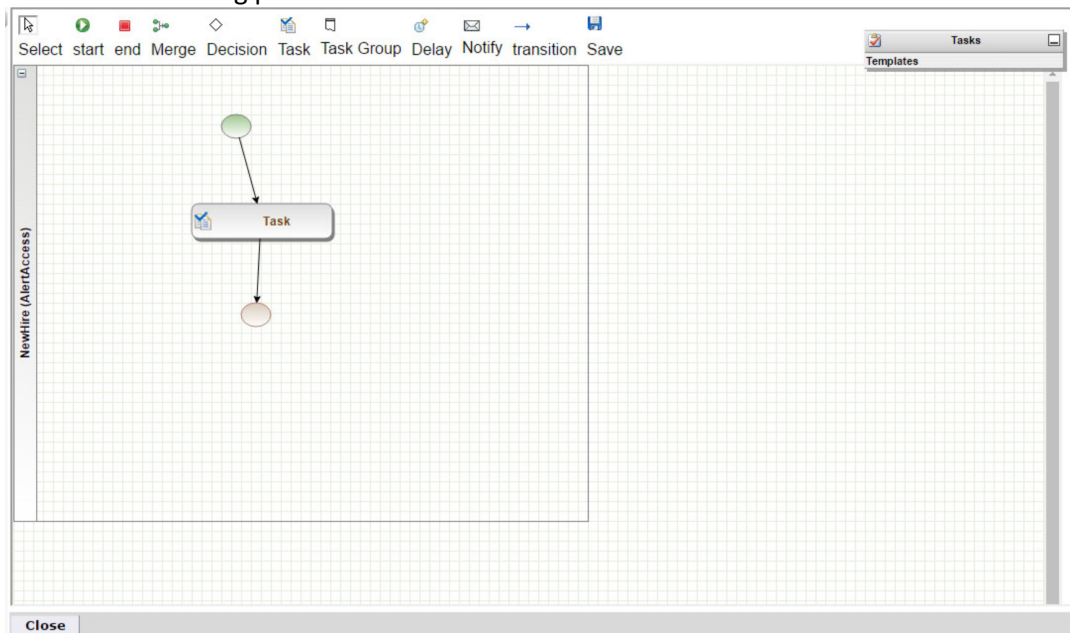 Select start end Merge Decision Task Task Group Delay Notify transition Save
Tasks
Templates
NewHire (AlertAccess)
Task
Close